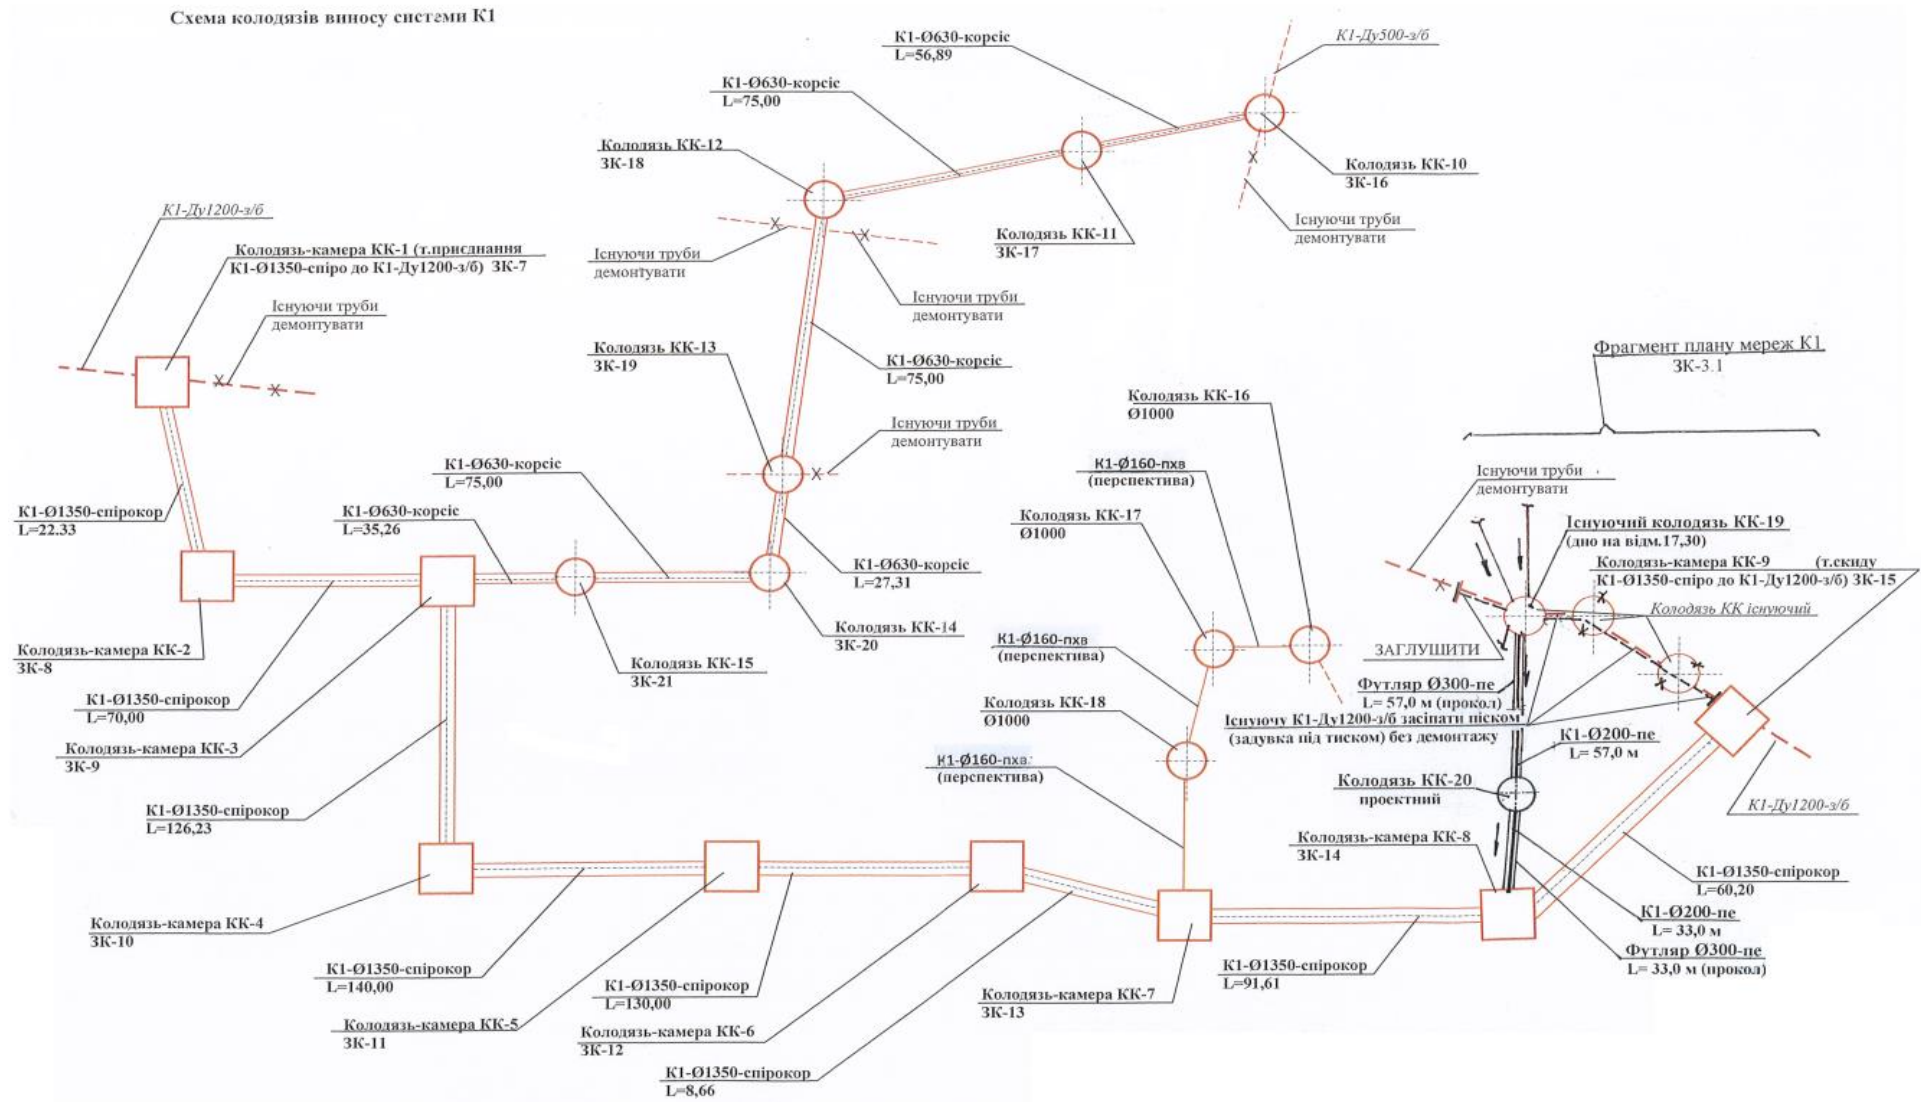 Схема колодязів виносу системи К1
К1-Ø630-корсіс
L=56,89
К1-Ду500-з/б
К1-Ø630-корсіс
L=75,00
Колодязь КК-12
ЗК-18
Колодязь КК-10
ЗК-16
К1-Ду1200-з/б
Колодязь-камера КК-1 (т.приєднання
К1-Ø1350-спіро до К1-Ду1200-з/б) ЗК-7
Існуючи труби
демонтувати
Колодязь КК-11
ЗК-17
Існуючи труби
демонтувати
Існуючи труби
демонтувати
Існуючи труби
демонтувати
Колодязь КК-13
ЗК-19
К1-Ø630-корсіс
L=75,00
Фрагмент плану мереж К1
ЗК-3.1
Колодязь КК-16
Ø1000
Існуючи труби
демонтувати
К1-Ø630-корсіс
L=75,00
К1-Ø160-пхв
(перспектива)
Існуючи труби
демонтувати
К1-Ø1350-спірокор
L=22.33
К1-Ø630-корсіс
L=35,26
Колодязь КК-17
Ø1000
Існуючий колодязь КК-19
(дно на відм.17,30)
К1-Ø630-корсіс
L=27,31
Колодязь-камера КК-9 (т.скиду
К1-Ø1350-спіро до К1-Ду1200-з/б) ЗК-15
Колодязь КК існуючий
Колодязь КК-14
ЗК-20
Колодязь-камера КК-2
ЗК-8
Колодязь КК-15
ЗК-21
К1-Ø160-пхв
(перспектива)
ЗАГЛУШИТИ
Футляр Ø300-пе
L= 57,0 м (прокол)
К1-Ø1350-спірокор
L=70,00
Колодязь КК-18
Ø1000
Існуючу К1-Ду1200-з/б засіпати піском
(задувка під тиском) без демонтажу
К1-Ø200-пе
L= 57,0 м
Колодязь-камера КК-3
ЗК-9
К1-Ø160-пхв
(перспектива)
Колодязь КК-20
проектний
К1-Ду1200-з/б
К1-Ø1350-спірокор
L=126,23
Колодязь-камера КК-8
ЗК-14
К1-Ø1350-спірокор
L=60,20
Колодязь-камера КК-4
ЗК-10
К1-Ø200-пе
L= 33,0 м
Футляр Ø300-пе
L= 33,0 м (прокол)
К1-Ø1350-спірокор
L=140,00
К1-Ø1350-спірокор
L=130,00
К1-Ø1350-спірокор
L=91,61
Колодязь-камера КК-7
ЗК-13
Колодязь-камера КК-5
ЗК-11
Колодязь-камера КК-6
ЗК-12
К1-Ø1350-спірокор
L=8,66